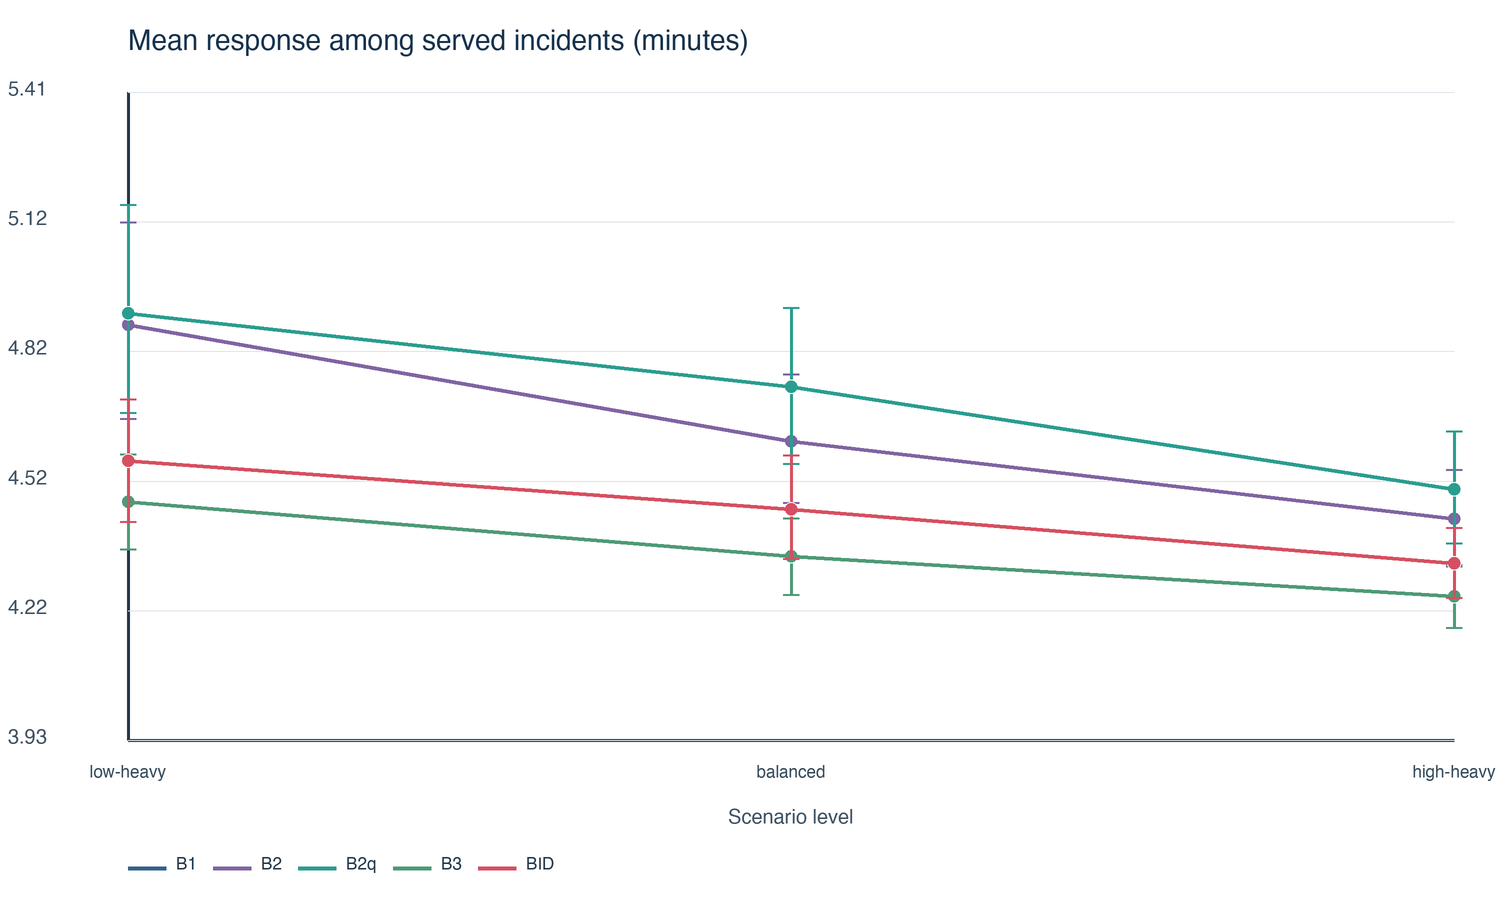 Mean response among served incidents (minutes)
5.41
5.12
4.82
4.52
4.22
3.93
low-heavy balanced high-heavy
Scenario level
B1 B2 B2q B3 BID